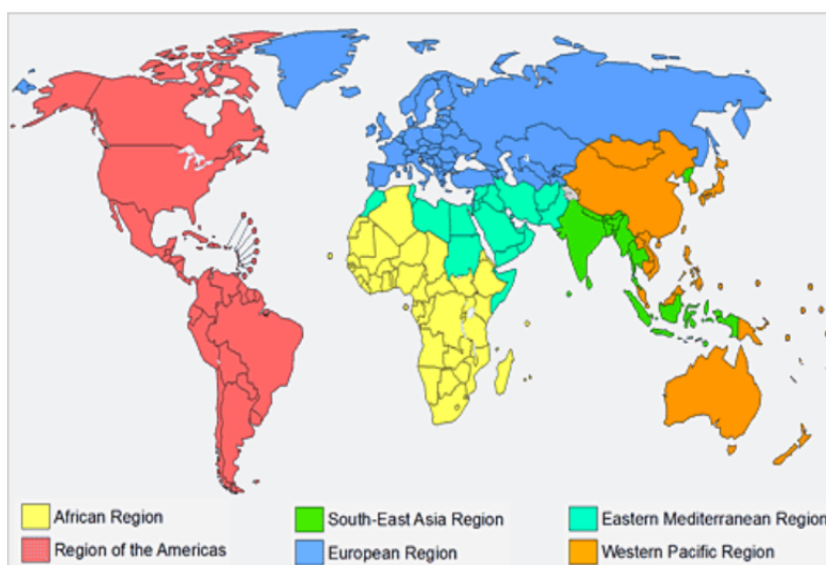 African Region
South-East Asia Region
Eastern Mediterranean Region
Region of the Americas
European Region
Western Pacific Region